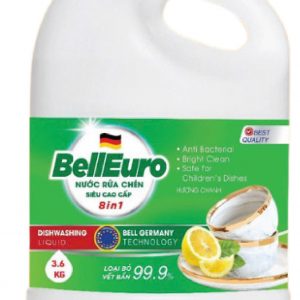 BEST
QUALITY
BellEuro
NƯỚC RỬA CHÉN
SIÊU CAO CẤP
8in1
• Anti Bacterial
• Bright Clean
• Safe for
Children's Dishes
HƯƠNG CHANH
DISHWASHING
LIQUID
BELL GERMANY
TECHNOLOGY
3.6
KG
LOẠI BỎ
VẾT BẨN 99.9%